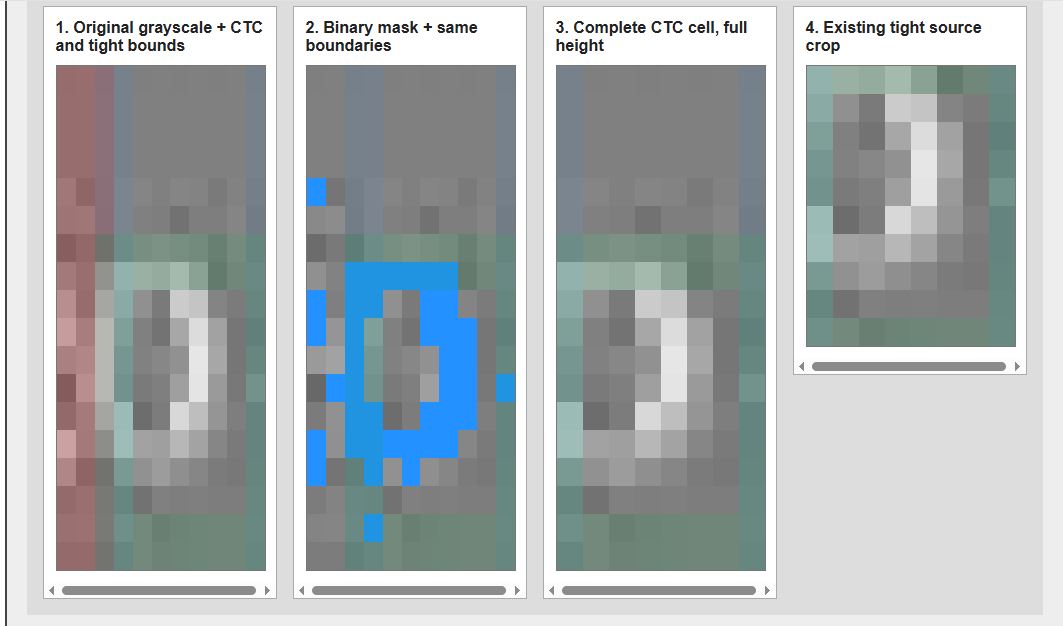 1. Original grayscale + CTC
and tight bounds
2. Binary mask + same
boundaries
3. Complete CTC cell, full
height
4. Existing tight source
crop